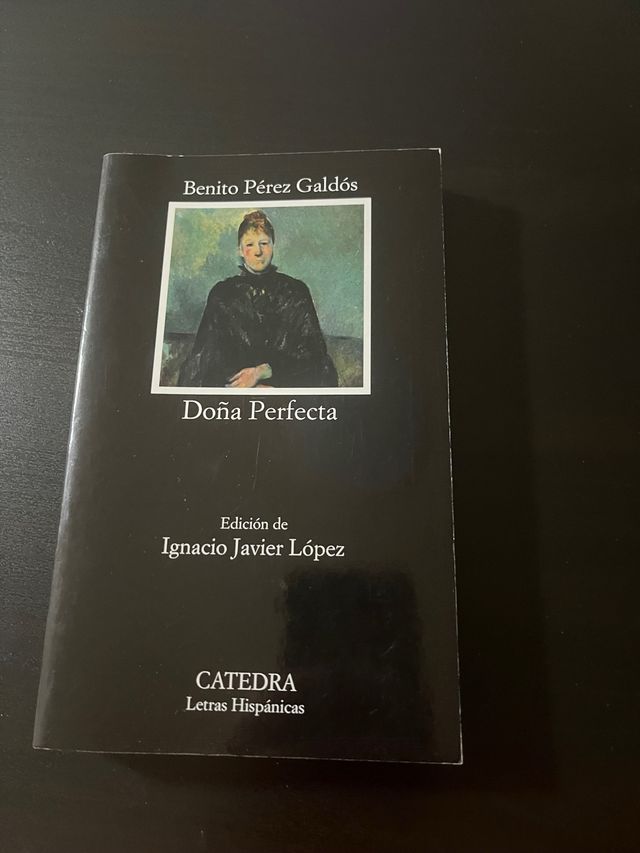 Benito Pérez Galdós
Doña Perfecta
Edición de
Ignacio Javier López
CATEDRA
Letras Hispánicas